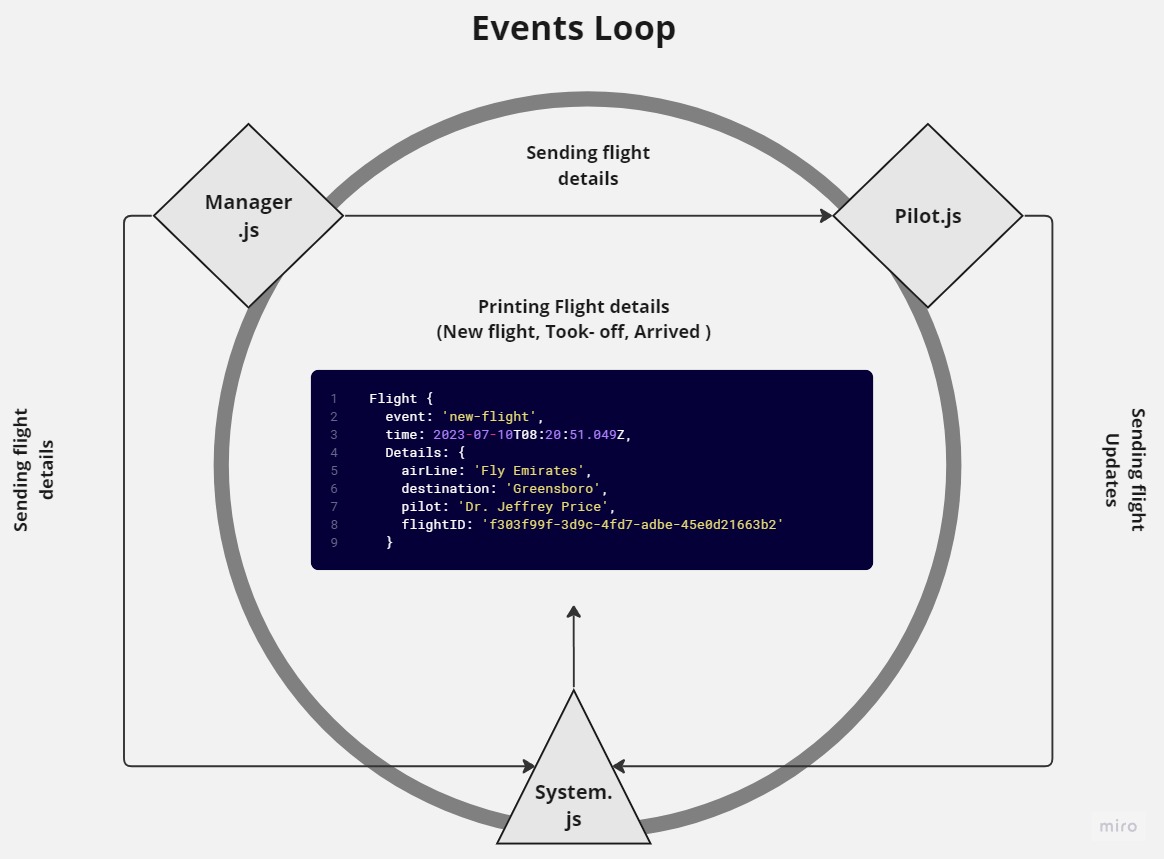 Events Loop
Sending flight
details
Manager
.js
Pilot.js
Printing Flight details
(New flight, Took- off, Arrived )
Sending flight
details
1 Flight {
2 event: 'new-flight',
3 time: 2023-07-10T08:20:51.049Z,
4 Details: {
5 airLine: 'Fly Emirates',
6 destination: 'Greensboro',
7 pilot: 'Dr. Jeffrey Price',
8 flightID: 'f303f99f-3d9c-4fd7-adbe-45e0d21663b2'
9 }
Sending flight
Updates
System.
js
miro